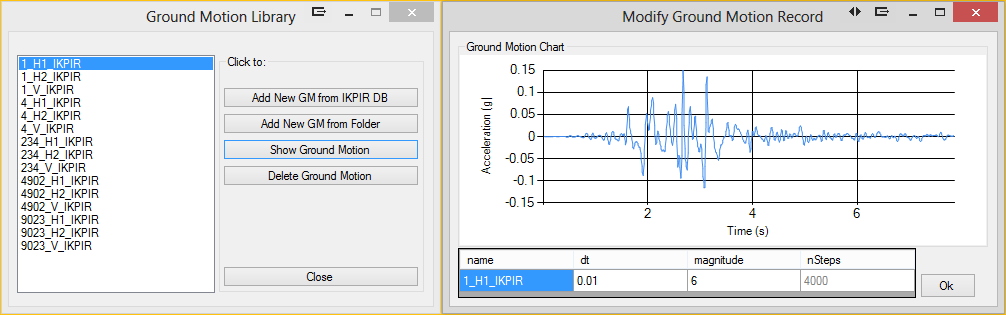 Ground Motion Library
1_H1_IKPIR
1_H2_IKPIR
1_V_IKPIR
4_H1_IKPIR
4_H2_IKPIR
4_V_IKPIR
234_H1_IKPIR
234_H2_IKPIR
234_V_IKPIR
4902_H1_IKPIR
4902_H2_IKPIR
4902_V_IKPIR
9023_H1_IKPIR
9023_H2_IKPIR
9023_V_IKPIR
Click to:
Add New GM from IKPIR DB
Add New GM from Folder
Show Ground Motion
Delete Ground Motion
Close
Modify Ground Motion Record
Ground Motion Chart
Acceleration [g]
0.15
0.1
0.05
0
-0.05
-0.1
-0.15
2 4 6
Time (s)
name dt magnitude nSteps
1_H1_IKPIR 0.01 6 4000
Ok